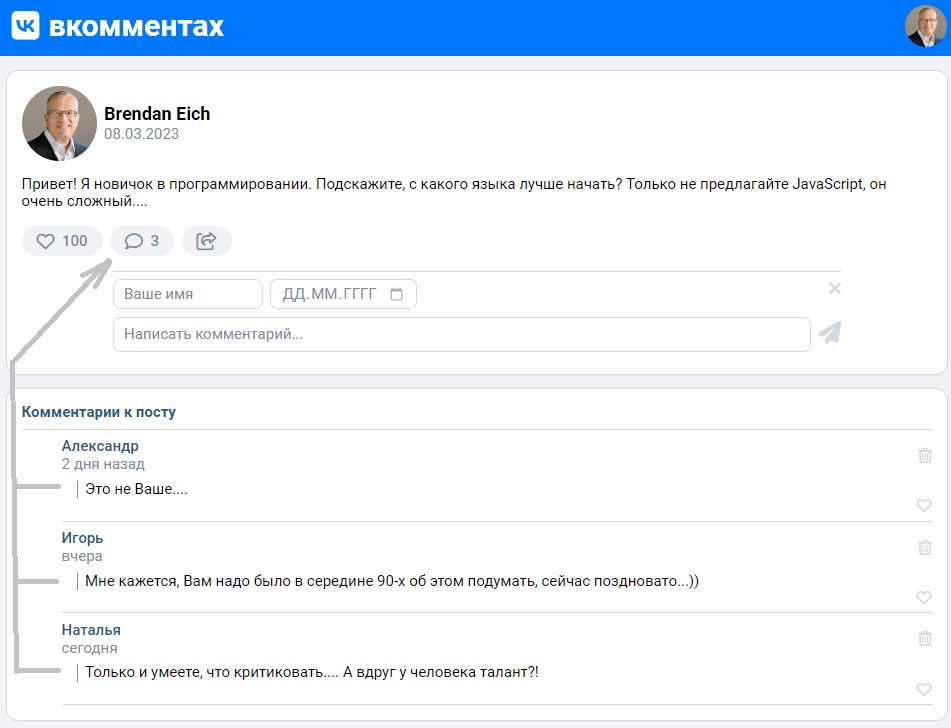 вкомментах
Brendan Eich
08.03.2023
Привет! Я новичок в программировании. Подскажите, с какого языка лучше начать? Только не предлагайте JavaScript, он
очень сложный....
100 3
Ваше имя ДД.ММ.ГГГГ
Написать комментарий...
Комментарии к посту
Александр
2 дня назад
Это не Ваше....
Игорь
вчера
Мне кажется, Вам надо было в середине 90-х об этом подумать, сейчас поздновато...))
Наталья
сегодня
Только и умеете, что критиковать.... А вдруг у человека талант?!